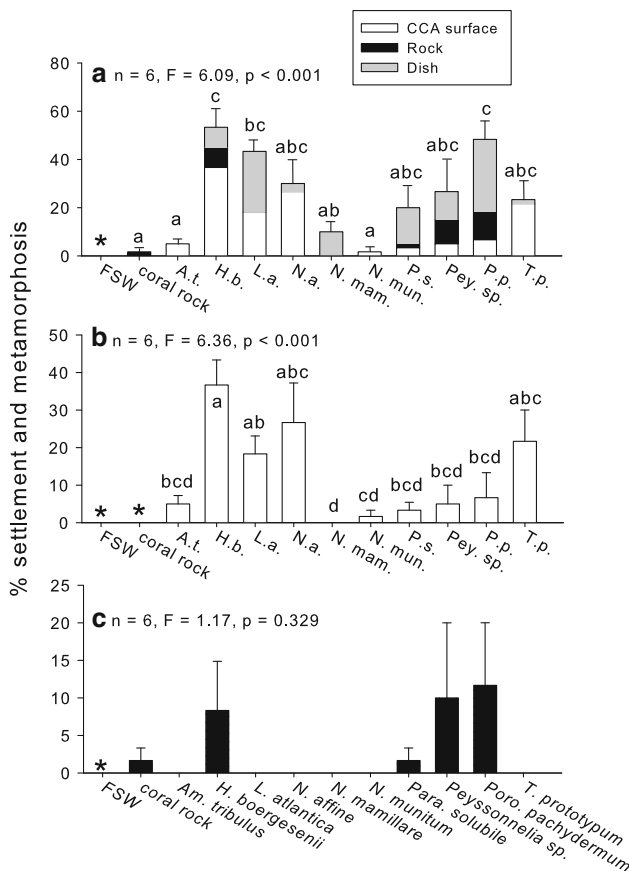 CCA surface
Rock
Dish
a n = 6, F = 6.09, p < 0.001
80
60
40
20
0
* a a c bc abc ab a abc abc c abc
FSW coral rock A.t. H.b. L.a. N.a. N. mam. N. mun. P.s. Pey. sp. P.p. T.p.
% settlement and metamorphosis
b n = 6, F = 6.36, p < 0.001
50
40
30
20
10
0
* * bcd a ab abc d cd bcd bcd bcd abc
FSW coral rock A.t. H.b. L.a. N.a. N. mam. N. mun. P.s. Pey. sp. P.p. T.p.
c n = 6, F = 1.17, p = 0.329
25
20
15
10
5
0
*
FSW coral rock Am. tribulus H. boergesenii L. atlantica N. affine N. mamillare N. munitum Para. solubile Peyssonnelia sp. Poro. pachydermum T. prototypum